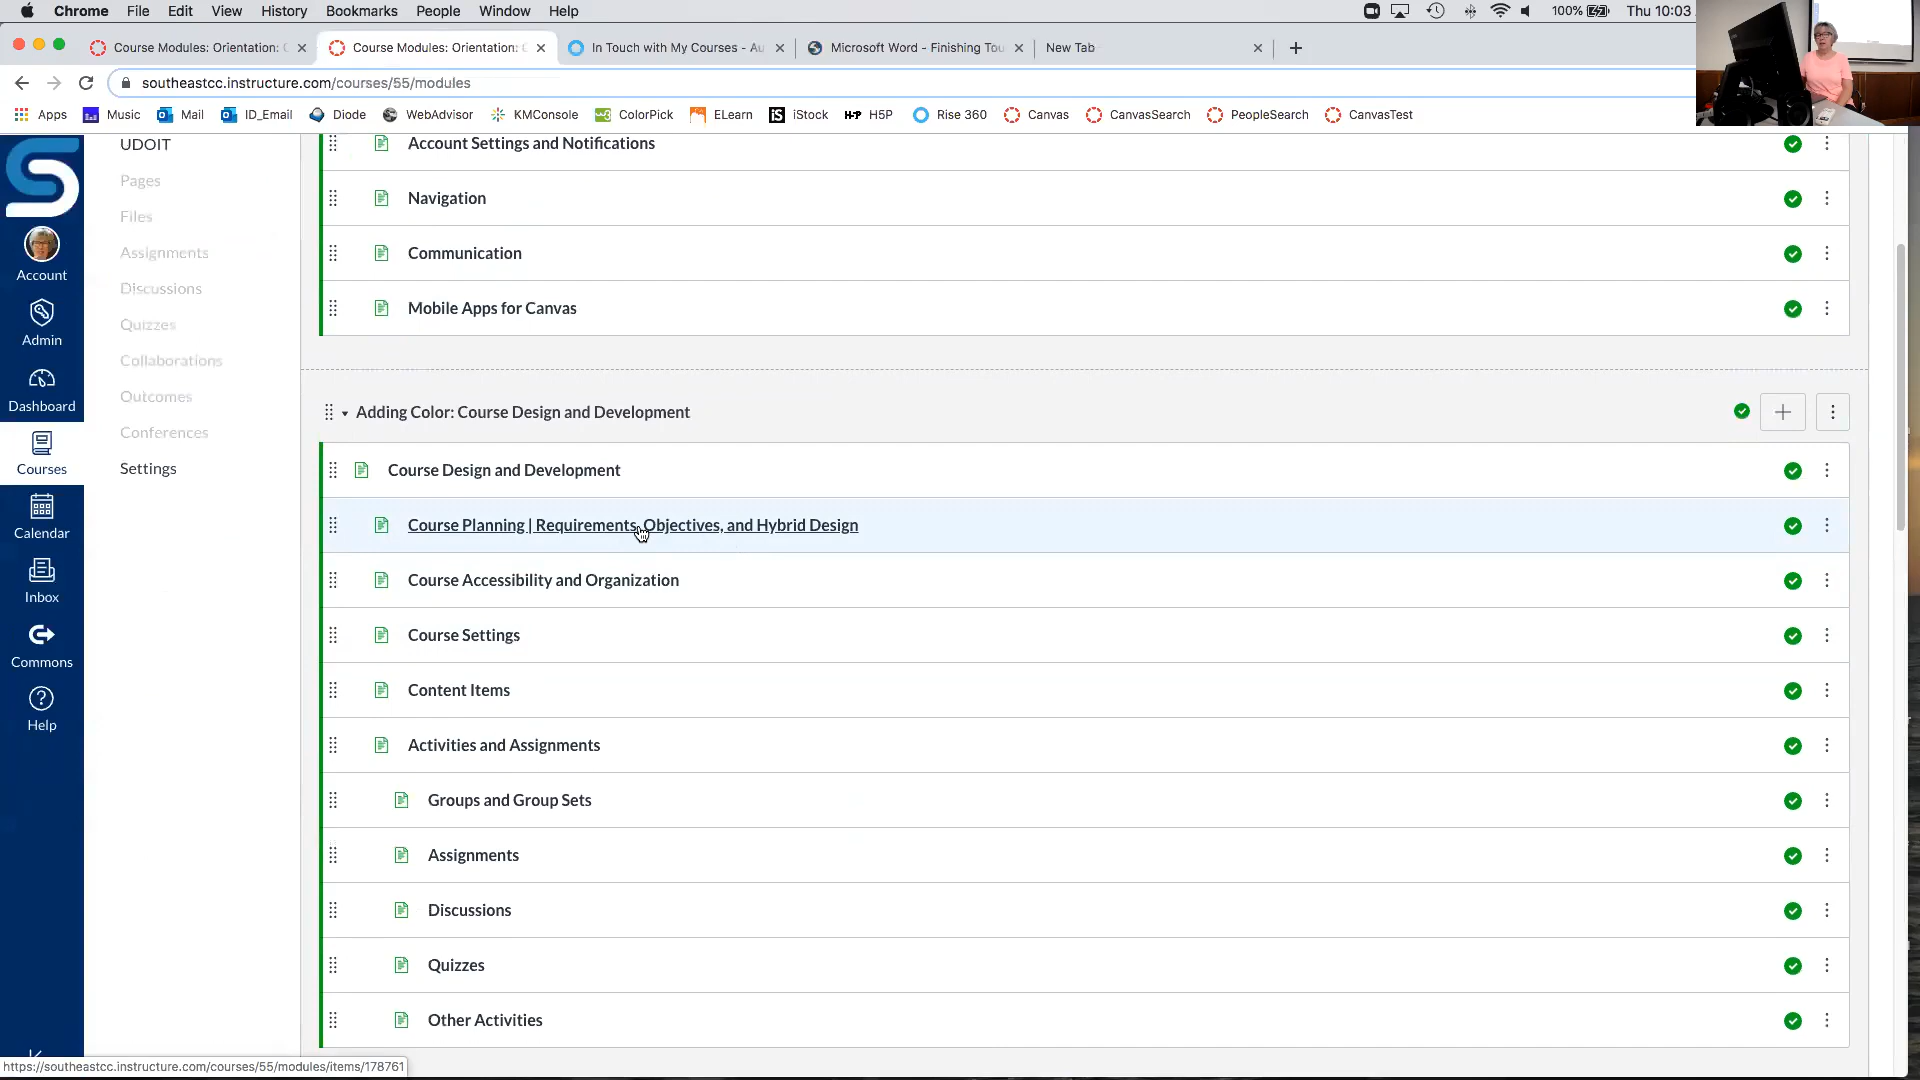 Chrome File Edit View History Bookmarks People Window Help 100% Thu 10:03
Course Modules: Orientation: Course Modules: Orientation: In Touch with My Courses - Au Microsoft Word - Finishing Tou New Tab
southeastcc.instructure.com/courses/55/modules
Apps Music Mail ID_Email Diode WebAdvisor KMConsole ColorPick ELearn iStock H5P Rise 360 Canvas CanvasSearch PeopleSearch CanvasTest
Account
Admin
Dashboard
Courses
Calendar
Inbox
Commons
Help
UDOIT
Pages
Files
Assignments
Discussions
Quizzes
Collaborations
Outcomes
Conferences
Settings
Account Settings and Notifications
Navigation
Communication
Mobile Apps for Canvas
Adding Color: Course Design and Development
Course Design and Development
Course Planning | Requirements, Objectives, and Hybrid Design
Course Accessibility and Organization
Course Settings
Content Items
Activities and Assignments
Groups and Group Sets
Assignments
Discussions
Quizzes
Other Activities
https://southeastcc.instructure.com/courses/55/modules/items/178761